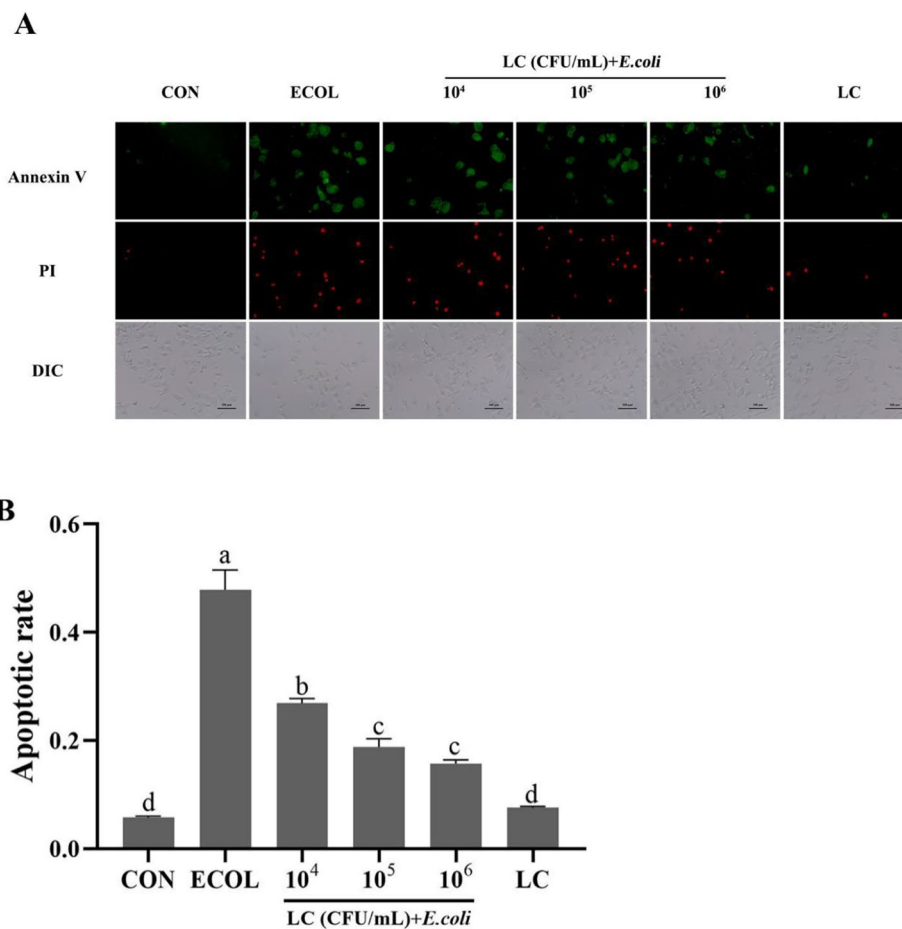 A
LC (CFU/mL)+E.coli
CON ECOL 10⁴ 10⁵ 10⁶ LC
Annexin V
PI
DIC
B
Apoptotic rate
0.6
0.4
0.2
0.0
d a b c c d
CON ECOL 10⁴ 10⁵ 10⁶ LC
LC (CFU/mL)+E.coli